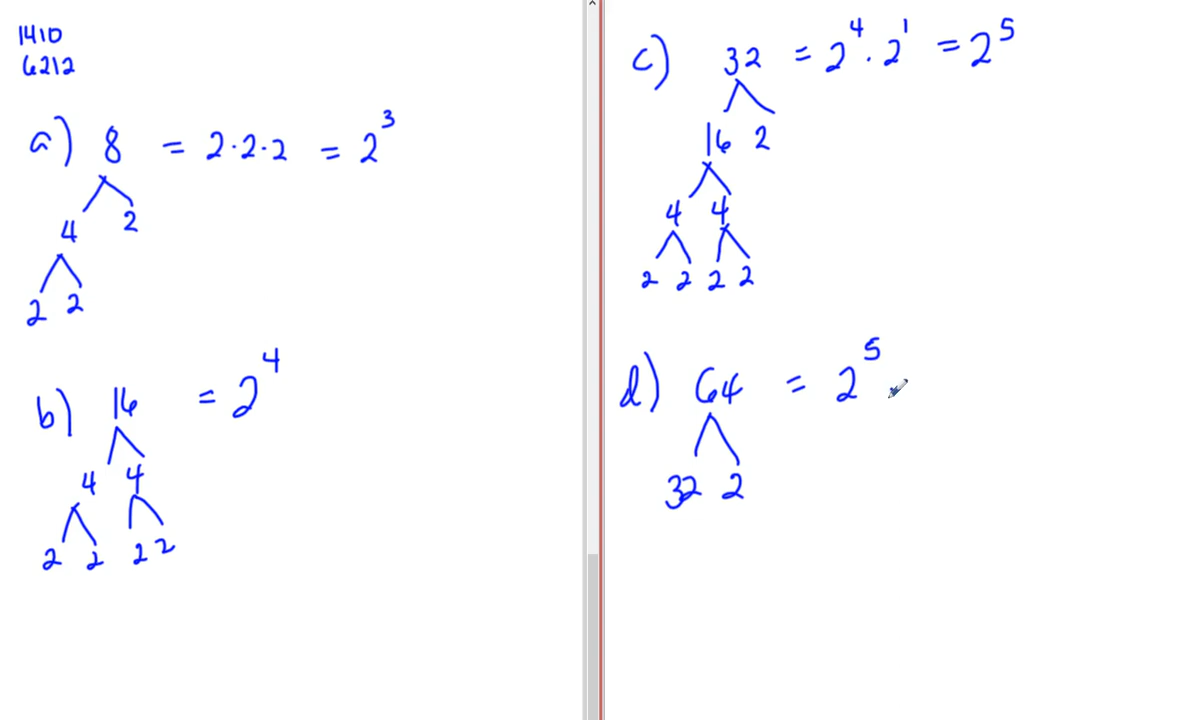 1410
6212
a) 8 = 2·2·2 = 2³
4 2
2 2
b) 16 = 2⁴
4 4
2 2 2 2
c) 32 = 2⁴·2¹ = 2⁵
16 2
4 4
2 2 2 2
d) 64 = 2⁵
32 2